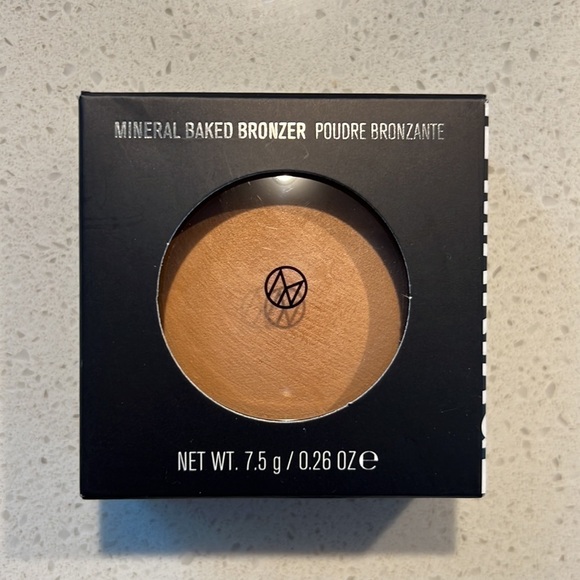 MINERAL BAKED BRONZER POUDRE BRONZANTE
NET WT. 7.5 g / 0.26 OZ ℮